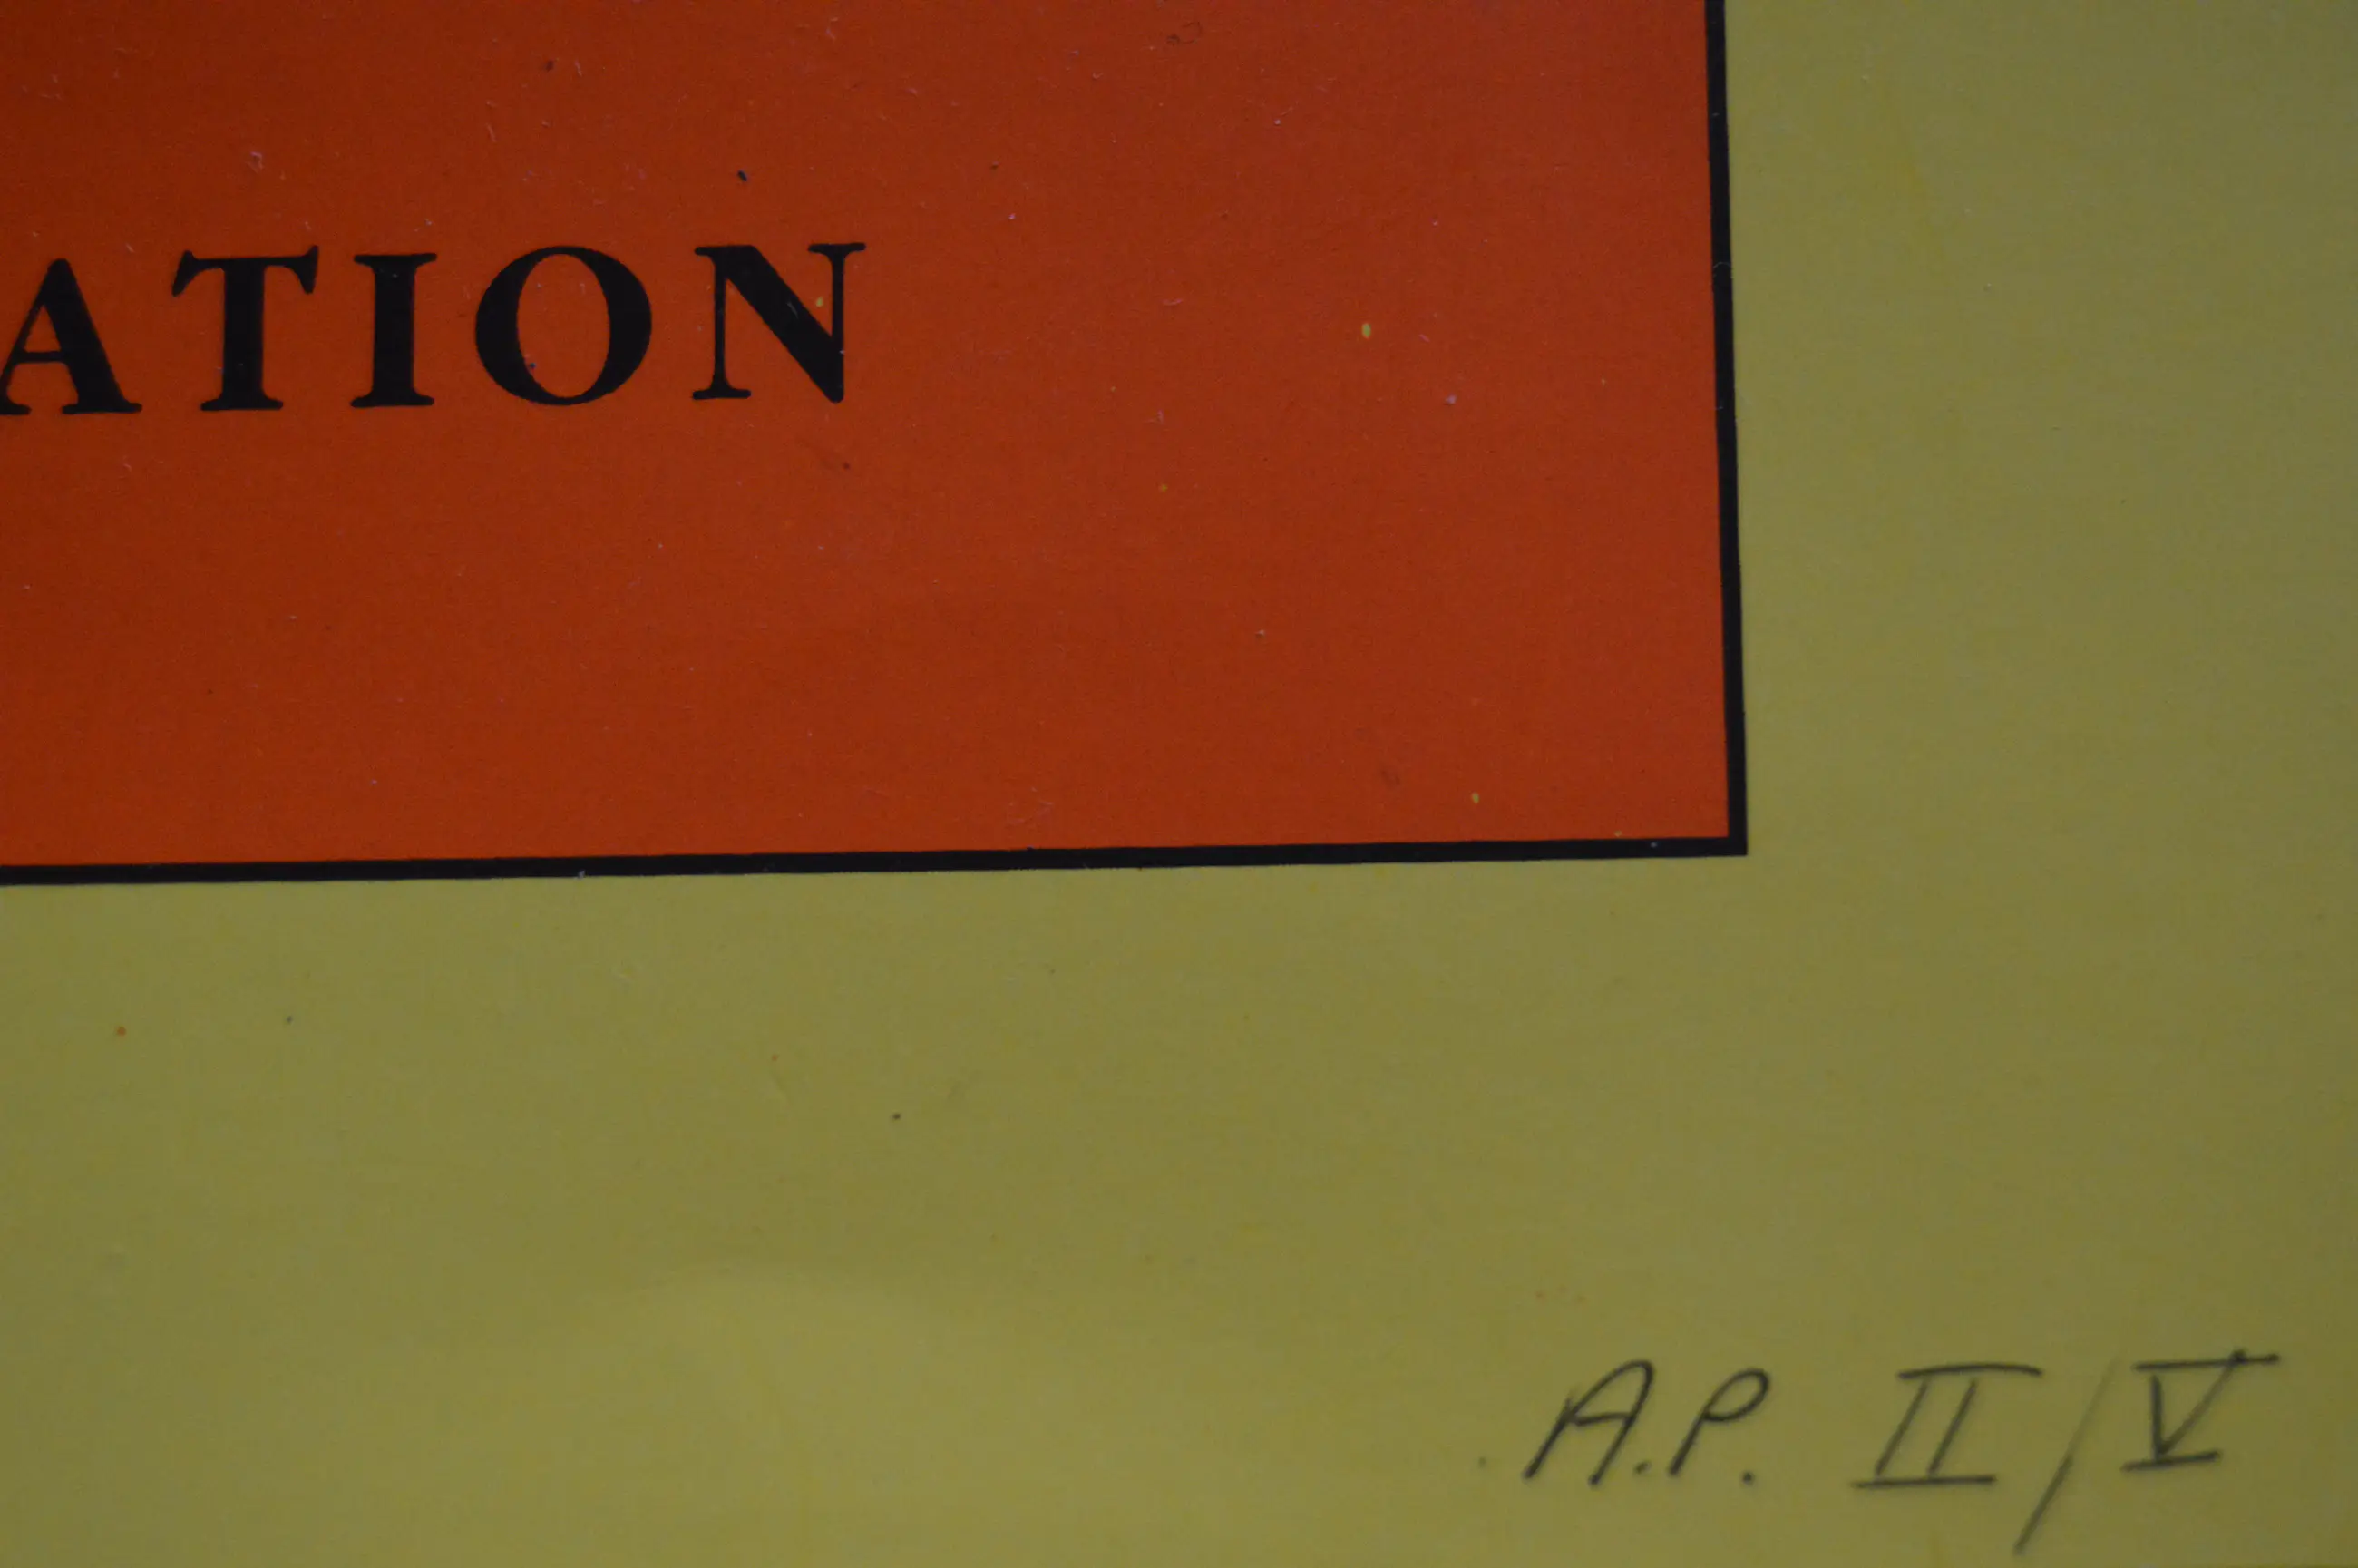 ATION
A.P. II/V